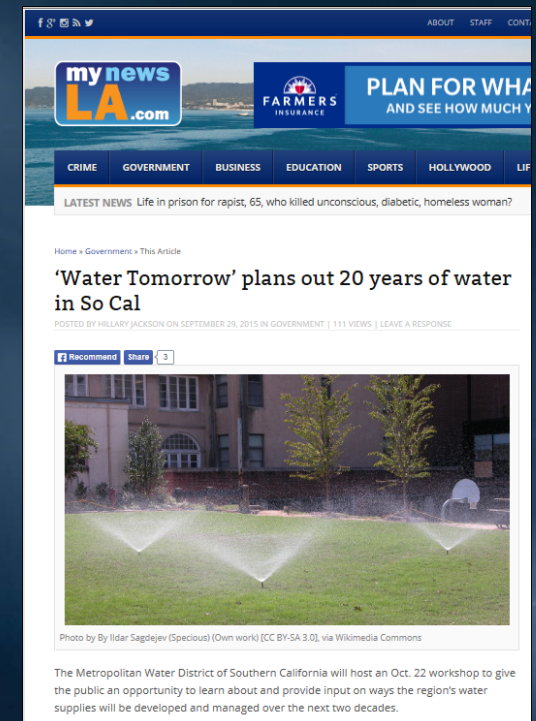 ABOUT STAFF
my news
LA
.com
FARMERS
INSURANCE
PLAN FOR
AND SEE HOW MUCH
CRIME GOVERNMENT BUSINESS EDUCATION SPORTS HOLLYWOOD
LATEST NEWS Life in prison for rapist, 65, who killed unconscious, diabetic, homeless woman?
Home » Government » This Article
‘Water Tomorrow’ plans out 20 years of water
in So Cal
POSTED BY HILLARY JACKSON ON SEPTEMBER 29, 2015 IN GOVERNMENT | 111 VIEWS | LEAVE A RESPONSE
Recommend Share 3
Photo by By Ildar Sagdejev (Specious) (Own work) [CC BY-SA 3.0], via Wikimedia Commons
The Metropolitan Water District of Southern California will host an Oct. 22 workshop to give
the public an opportunity to learn about and provide input on ways the region's water
supplies will be developed and managed over the next two decades.